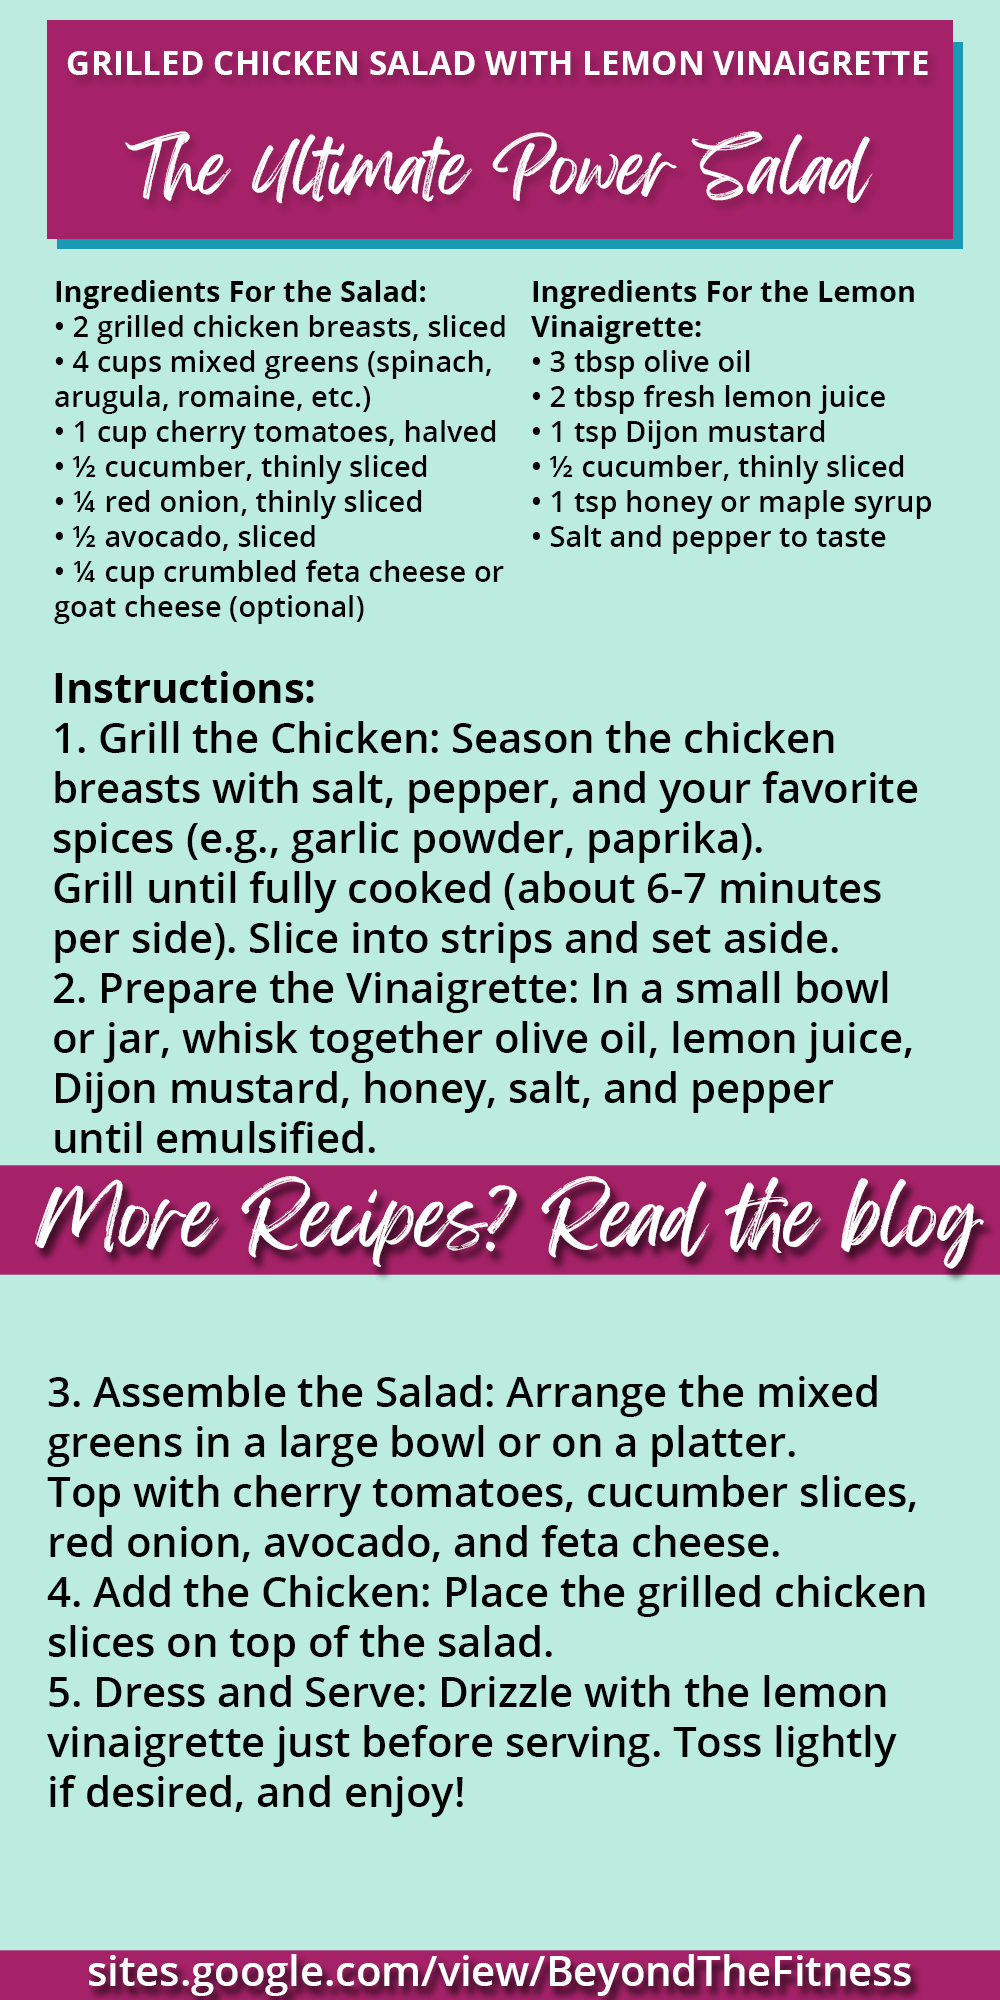 GRILLED CHICKEN SALAD WITH LEMON VINAIGRETTE
The Ultimate Power Salad
Ingredients For the Salad:
• 2 grilled chicken breasts, sliced
• 4 cups mixed greens (spinach,
arugula, romaine, etc.)
• 1 cup cherry tomatoes, halved
• ½ cucumber, thinly sliced
• ¼ red onion, thinly sliced
• ½ avocado, sliced
• ¼ cup crumbled feta cheese or
goat cheese (optional)
Ingredients For the Lemon
Vinaigrette:
• 3 tbsp olive oil
• 2 tbsp fresh lemon juice
• 1 tsp Dijon mustard
• ½ cucumber, thinly sliced
• 1 tsp honey or maple syrup
• Salt and pepper to taste
Instructions:
1. Grill the Chicken: Season the chicken
breasts with salt, pepper, and your favorite
spices (e.g., garlic powder, paprika).
Grill until fully cooked (about 6-7 minutes
per side). Slice into strips and set aside.
2. Prepare the Vinaigrette: In a small bowl
or jar, whisk together olive oil, lemon juice,
Dijon mustard, honey, salt, and pepper
until emulsified.
More Recipes? Read the blog
3. Assemble the Salad: Arrange the mixed
greens in a large bowl or on a platter.
Top with cherry tomatoes, cucumber slices,
red onion, avocado, and feta cheese.
4. Add the Chicken: Place the grilled chicken
slices on top of the salad.
5. Dress and Serve: Drizzle with the lemon
vinaigrette just before serving. Toss lightly
if desired, and enjoy!
sites.google.com/view/BeyondTheFitness